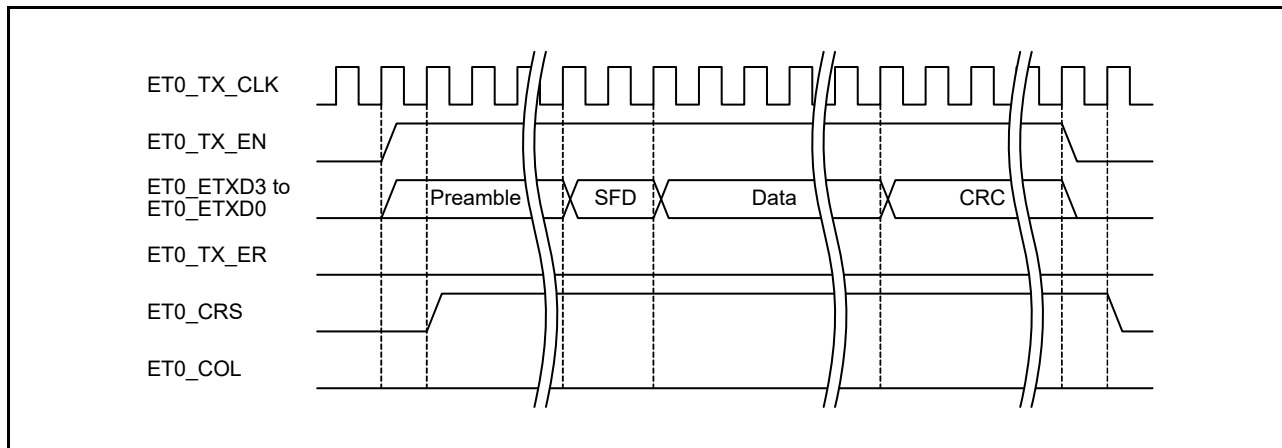 ET0_TX_CLK
ET0_TX_EN
ET0_ETXD3 to
ET0_ETXD0
Preamble SFD Data CRC
ET0_TX_ER
ET0_CRS
ET0_COL